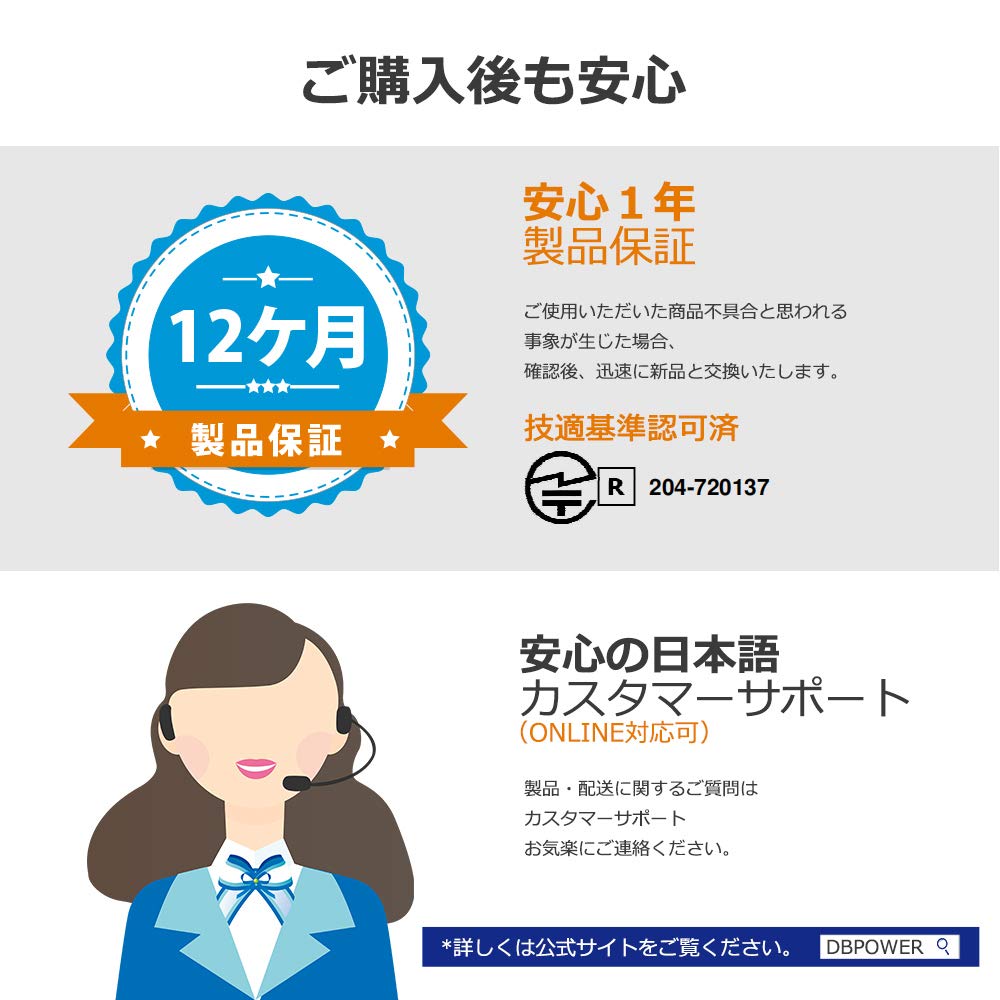 ご購入後も安心
12ケ月
製品保証
安心１年
製品保証
ご使用いただいた商品不具合と思われる
事象が生じた場合、
確認後、迅速に新品と交換いたします。
技適基準認可済
R 204-720137
安心の日本語
カスタマーサポート
（ONLINE対応可）
製品・配送に関するご質問は
カスタマーサポート
お気楽にご連絡ください。
*詳しくは公式サイトをご覧ください。 DBPOWER